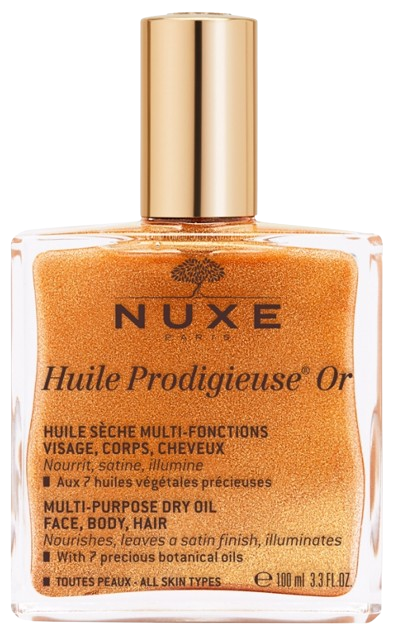 NUXE
PARIS
Huile Prodigieuse® Or
HUILE SÈCHE MULTI-FONCTIONS
VISAGE, CORPS, CHEVEUX
Nourrit, satine, illumine
■ Aux 7 huiles végétales précieuses
MULTI-PURPOSE DRY OIL
FACE, BODY, HAIR
Nourishes, leaves a satin finish, illuminates
■ With 7 precious botanical oils
■ TOUTES PEAUX - ALL SKIN TYPES
℮ 100 ml 3.3 FL.OZ.